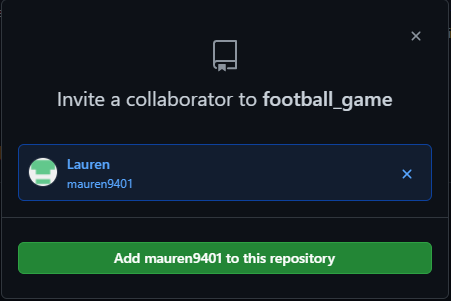 Invite a collaborator to football_game
Lauren
mauren9401
Add mauren9401 to this repository